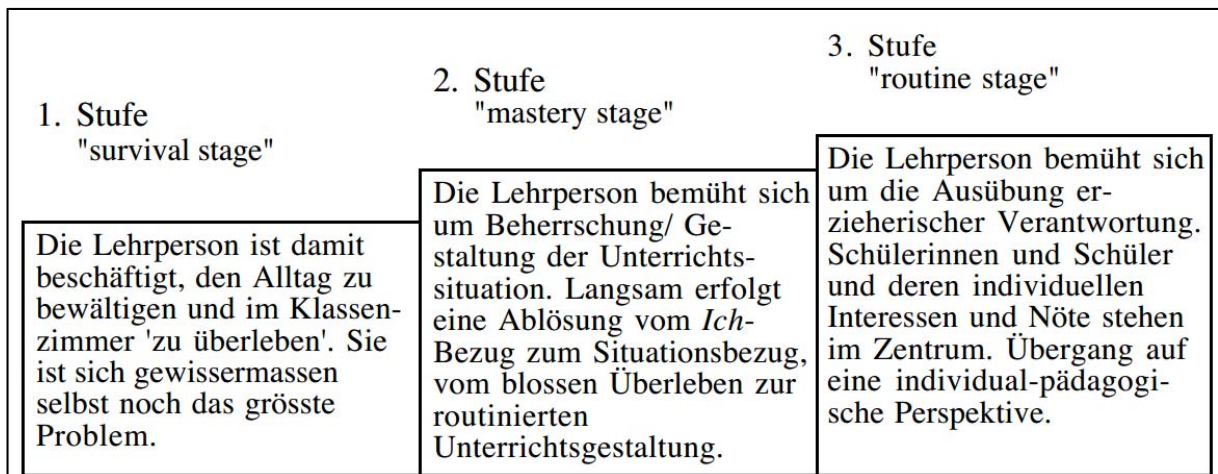 1. Stufe
"survival stage"
Die Lehrperson ist damit
beschäftigt, den Alltag zu
bewältigen und im Klassen-
zimmer 'zu überleben'. Sie
ist sich gewissermassen
selbst noch das grösste
Problem.
2. Stufe
"mastery stage"
Die Lehrperson bemüht sich
um Beherrschung/ Ge-
staltung der Unterrichts-
situation. Langsam erfolgt
eine Ablösung vom Ich-
Bezug zum Situationsbezug,
vom blossen Überleben zur
routinierten
Unterrichtsgestaltung.
3. Stufe
"routine stage"
Die Lehrperson bemüht sich
um die Ausübung er-
zieherischer Verantwortung.
Schülerinnen und Schüler
und deren individuellen
Interessen und Nöte stehen
im Zentrum. Übergang auf
eine individual-pädagogi-
sche Perspektive.